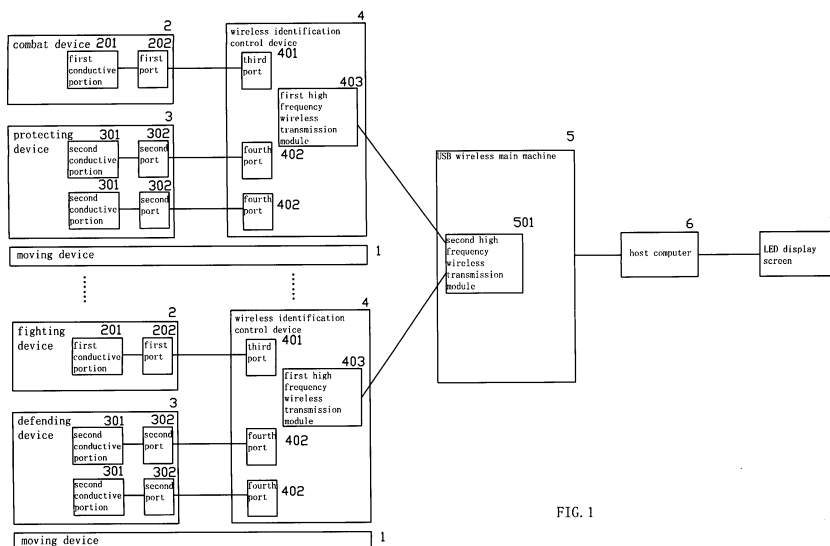 2
combat device
201
202
first
conductive
portion
first
port
4
wireless identification
control device
401
third
port
403
first high
frequency
wireless
transmission
module
3
protecting
device
301
302
second
conductive
portion
second
port
301
302
second
conductive
portion
second
port
fourth
port
402
fourth
port
402
moving device
1
5
USB wireless main machine
501
second high
frequency
wireless
transmission
module
6
host computer
LED display
screen
2
fighting
device
201
202
first
conductive
portion
first
port
4
wireless identification
control device
401
third
port
403
first high
frequency
wireless
transmission
module
3
defending
device
301
302
second
conductive
portion
second
port
301
302
second
conductive
portion
second
port
fourth
port
402
fourth
port
402
moving device
1
FIG. 1